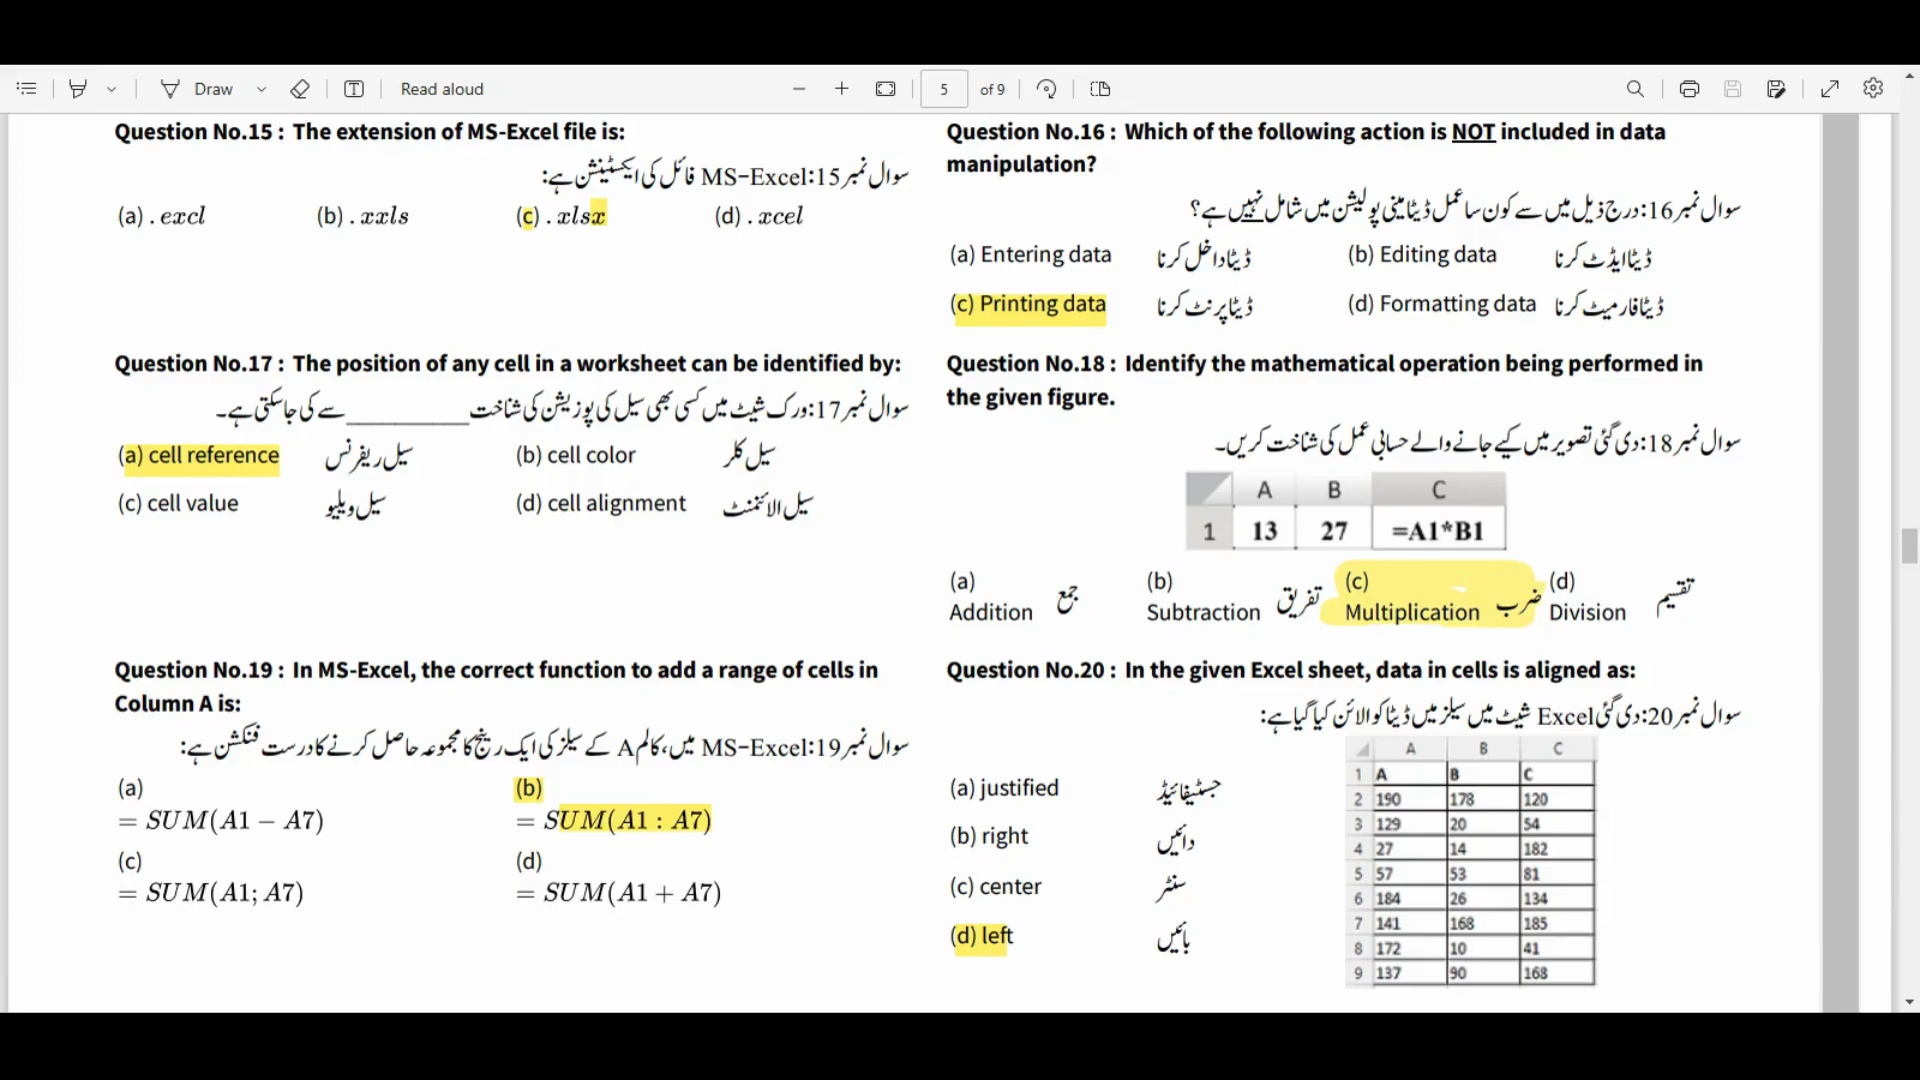 Draw
Read aloud
5 of 9
Question No.15 : The extension of MS-Excel file is:
سوال نمبر 15:MS-Excel فائل کی ایکسٹینشن ہے:
(a) .excl (b) .xxls (c) .xlsx (d) .xcel
Question No.16 : Which of the following action is NOT included in data
manipulation?
سوال نمبر 16:درج ذیل میں سے کون سا عمل ڈیٹا مینی پولیشن میں شامل نہیں ہے؟
(a) Entering data ڈیٹا داخل کرنا (b) Editing data ڈیٹا ایڈٹ کرنا
(c) Printing data ڈیٹا پرنٹ کرنا (d) Formatting data ڈیٹا فارمیٹ کرنا
Question No.17 : The position of any cell in a worksheet can be identified by:
سوال نمبر 17:ورک شیٹ میں کسی بھی سیل کی پوزیشن کی شناخت __________ سے کی جاسکتی ہے۔
(a) cell reference سیل ریفرنس (b) cell color سیل کلر
(c) cell value سیل ویلیو (d) cell alignment سیل الائنمنٹ
Question No.18 : Identify the mathematical operation being performed in
the given figure.
سوال نمبر 18:دی گئی تصویر میں کیے جانے والے حسابی عمل کی شناخت کریں۔
A B C
1 13 27 =A1*B1
(a) (b) (c) (d)
Addition جمع Subtraction تفریق Multiplication ضرب Division تقسیم
Question No.19 : In MS-Excel, the correct function to add a range of cells in
Column A is:
سوال نمبر 19:MS-Excel میں، کالم A کے سیلز کی ایک رینج کا مجموعہ حاصل کرنے کا درست فنکشن ہے:
(a) (b)
= SUM(A1 − A7) = SUM(A1 : A7)
(c) (d)
= SUM(A1; A7) = SUM(A1 + A7)
Question No.20 : In the given Excel sheet, data in cells is aligned as:
سوال نمبر 20:دی گئی Excel شیٹ میں سیلز میں ڈیٹا کو الائن کیا گیا ہے:
(a) justified جسٹیفائیڈ
(b) right دائیں
(c) center سنٹر
(d) left بائیں
A B C
1 A B C
2 190 178 120
3 129 20 54
4 27 14 182
5 57 53 81
6 184 26 134
7 141 168 185
8 172 10 41
9 137 90 168